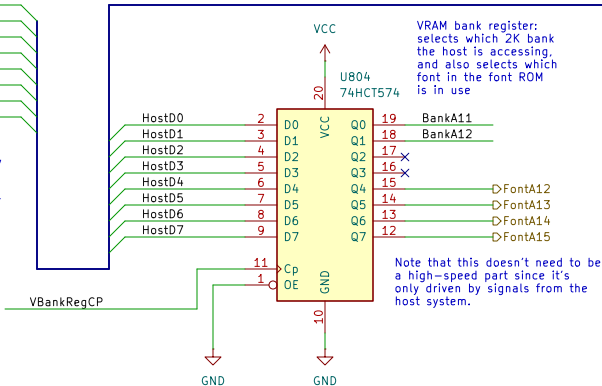 VRAM bank register:
selects which 2K bank
the host is accessing,
and also selects which
font in the font ROM
is in use
VCC
U804
74HCT574
20
VCC
HostD0 2 D0 Q0 19 BankA11
HostD1 3 D1 Q1 18 BankA12
HostD2 4 D2 Q2 17
HostD3 5 D3 Q3 16
HostD4 6 D4 Q4 15 FontA12
HostD5 7 D5 Q5 14 FontA13
HostD6 8 D6 Q6 13 FontA14
HostD7 9 D7 Q7 12 FontA15
11 Cp
1 OE
GND
10
VBankRegCP
Note that this doesn't need to be
a high-speed part since it's
only driven by signals from the
host system.
GND
GND